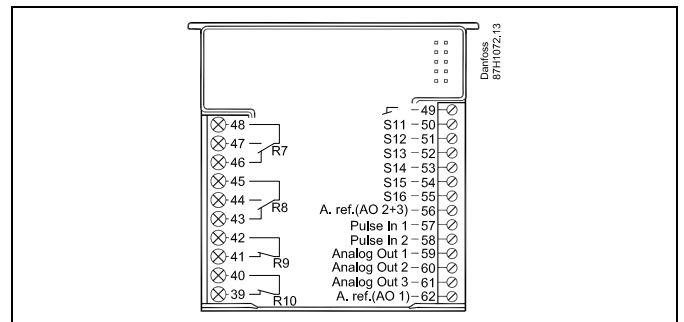 Danfoss
87H1072.13
48
47
R7
46
45
44
R8
43
42
41
R9
40
39
R10
49
S11 – 50
S12 – 51
S13 – 52
S14 – 53
S15 – 54
S16 – 55
A. ref.(AO 2+3) – 56
Pulse In 1 – 57
Pulse In 2 – 58
Analog Out 1 – 59
Analog Out 2 – 60
Analog Out 3 – 61
A. ref.(AO 1) – 62